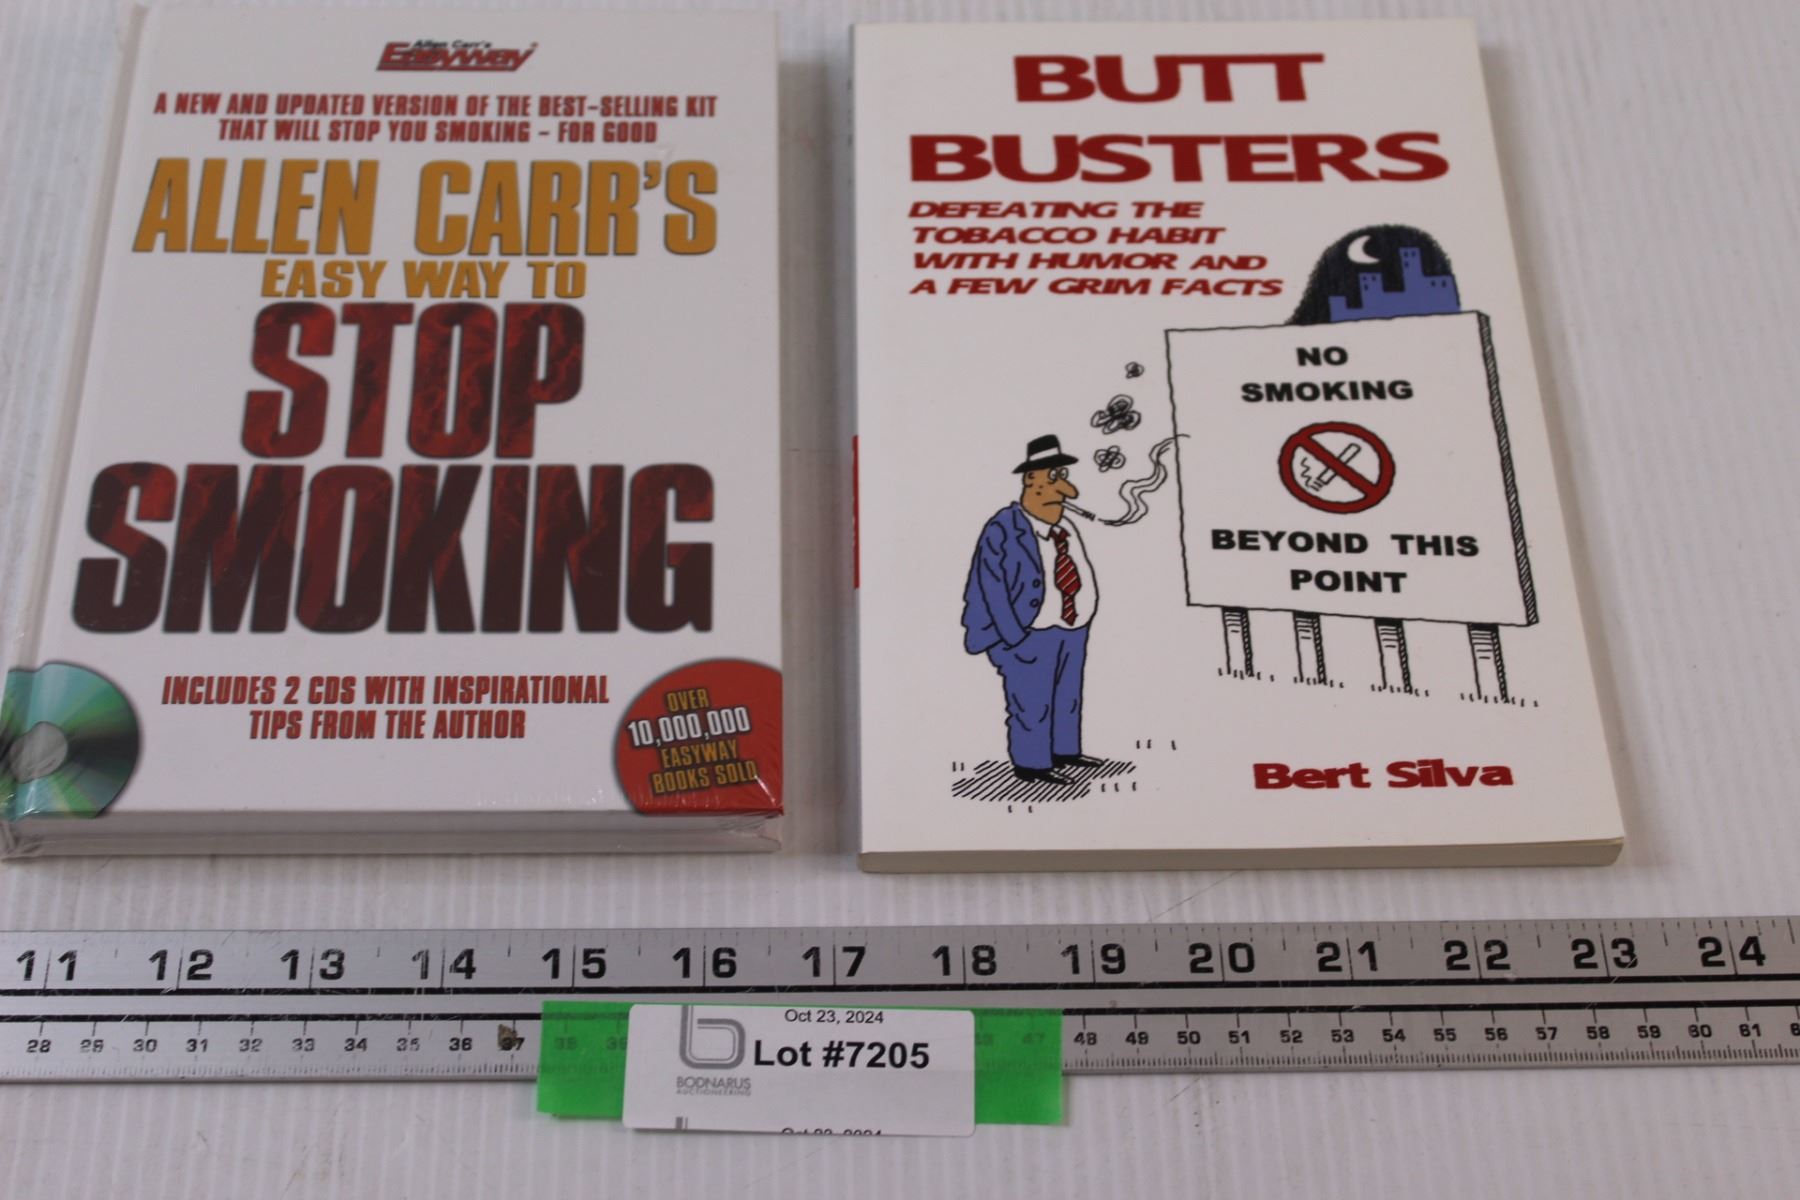 Allen Carr's
Easyway
A NEW AND UPDATED VERSION OF THE BEST-SELLING KIT
THAT WILL STOP YOU SMOKING - FOR GOOD
ALLEN CARR'S
EASY WAY TO
STOP
SMOKING
INCLUDES 2 CDS WITH INSPIRATIONAL
TIPS FROM THE AUTHOR
OVER
10,000,000
EASYWAY
BOOKS SOLD
BUTT
BUSTERS
DEFEATING THE
TOBACCO HABIT
WITH HUMOR AND
A FEW GRIM FACTS
NO
SMOKING
BEYOND THIS
POINT
Bert Silva
11 12 13 14 15 16 17 18 19 20 21 22 23 24
28 29 30 31 32 33 34 35 36 37 38 39 46 47 48 49 50 51 52 53 54 55 56 57 58 59 60 61
Oct 23, 2024
Lot #7205
BODNARUS
AUCTIONEERING